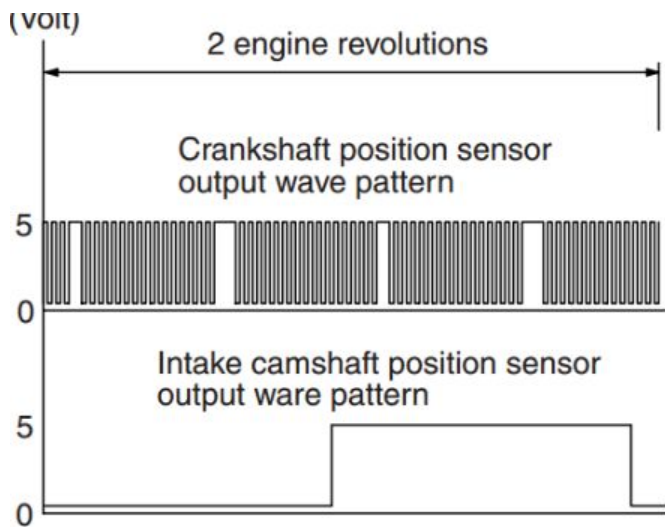 (Volt)
2 engine revolutions
Crankshaft position sensor
output wave pattern
5
0
Intake camshaft position sensor
output ware pattern
5
0